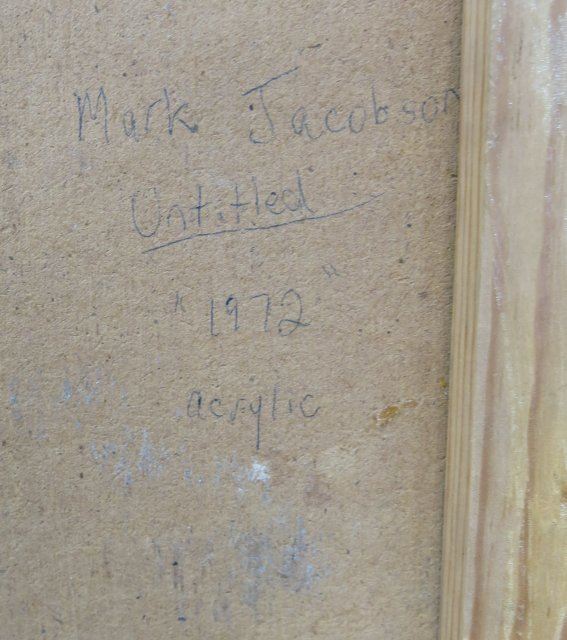 Mark Jacobson
Untitled
"1972"
acrylic